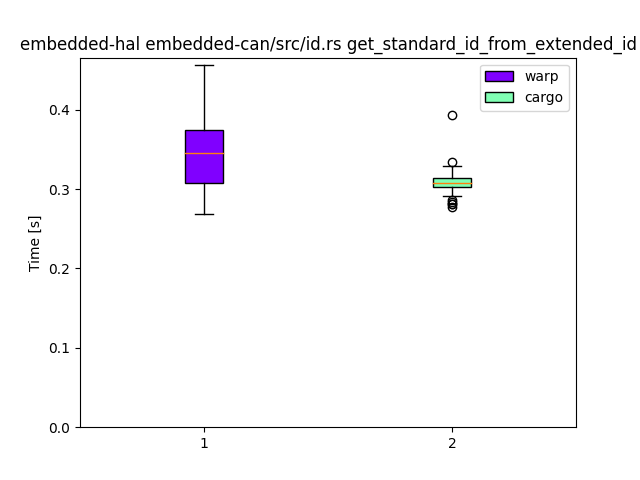 embedded-hal embedded-can/src/id.rs get_standard_id_from_extended_id
warp
cargo
0.4
0.3
0.2
0.1
0.0
Time [s]
1
2